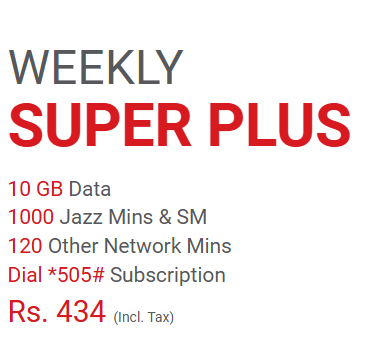 WEEKLY
SUPER PLUS
10 GB Data
1000 Jazz Mins & SM
120 Other Network Mins
Dial *505# Subscription
Rs. 434 (Incl. Tax)